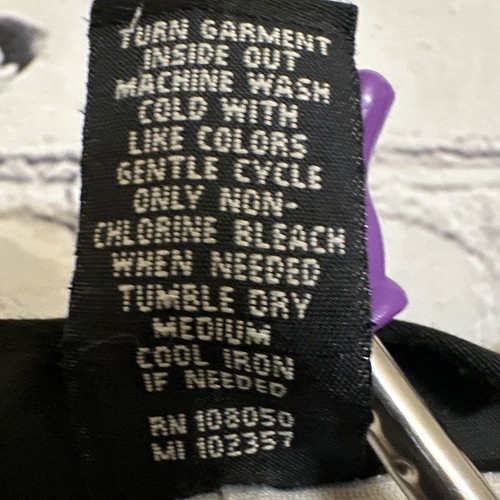 TURN GARMENT
INSIDE OUT
MACHINE WASH
COLD WITH
LIKE COLORS
GENTLE CYCLE
ONLY NON-
CHLORINE BLEACH
WHEN NEEDED
TUMBLE DRY
MEDIUM
COOL IRON
IF NEEDED
RN 108050
MI 102357